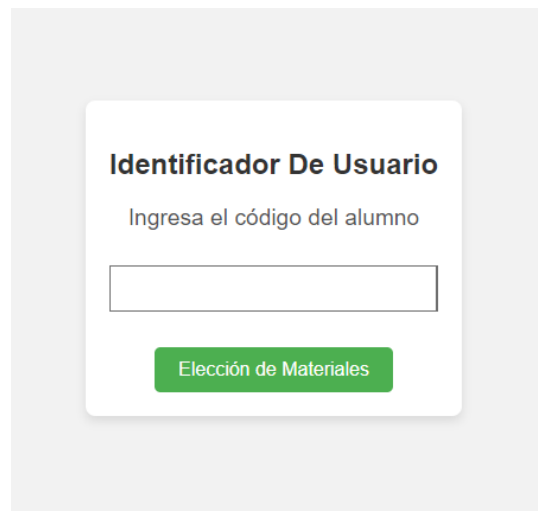 Identificador De Usuario
Ingresa el código del alumno
Elección de Materiales